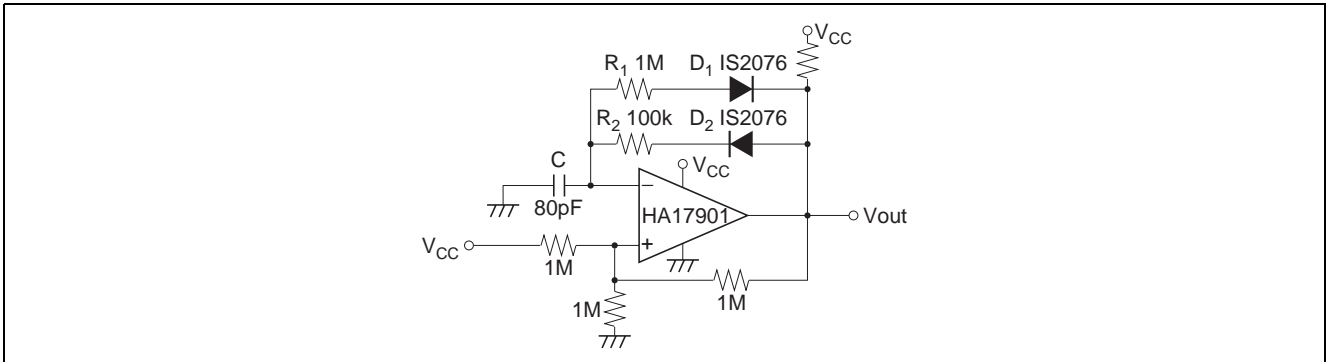 VCC
R1 1M D1 IS2076
R2 100k D2 IS2076
C
VCC
−
80pF
HA17901
Vout
VCC
+
1M
1M
1M